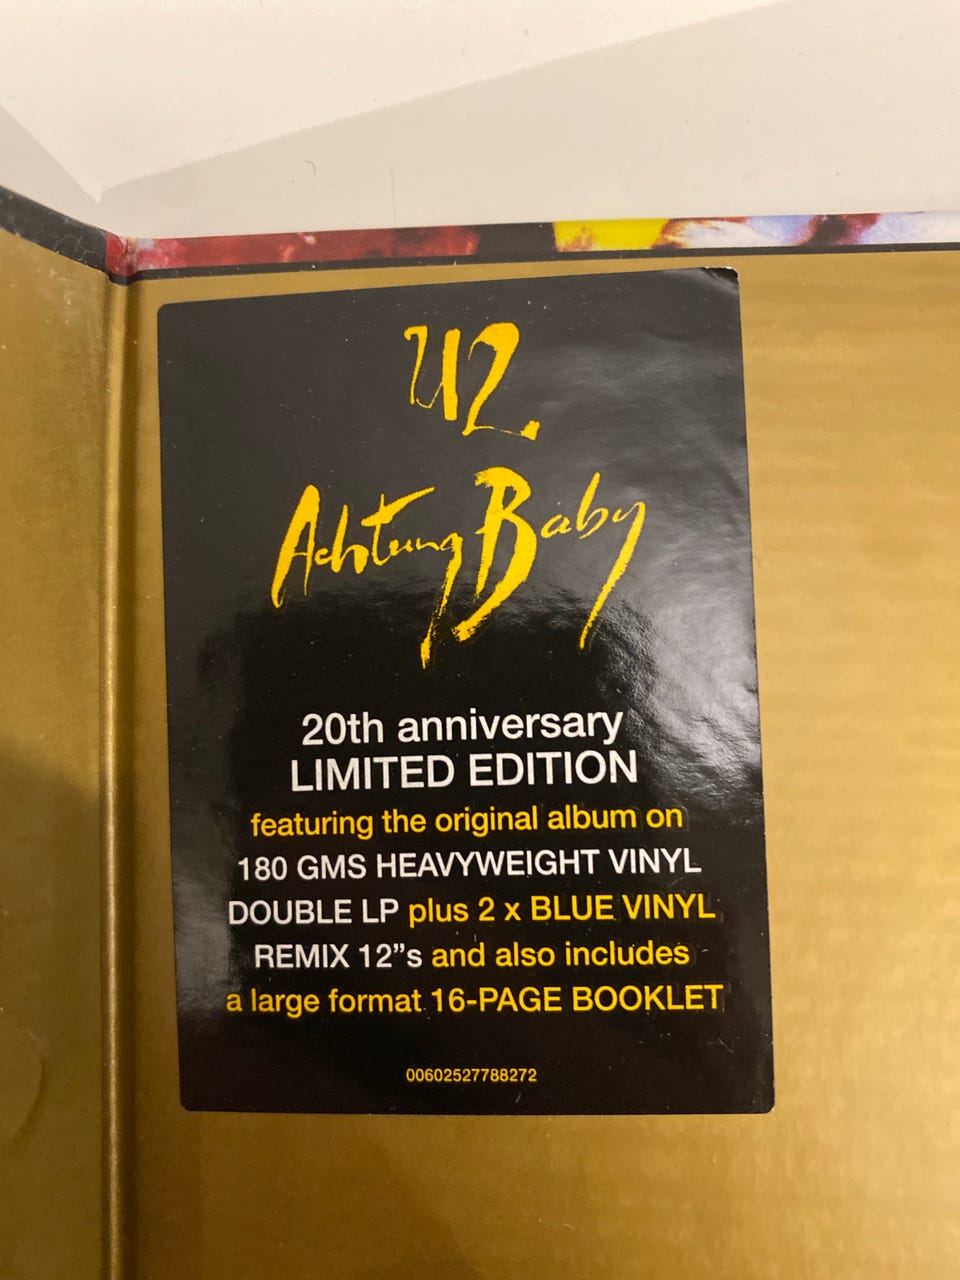 U2
Achtung Baby
20th anniversary
LIMITED EDITION
featuring the original album on
180 GMS HEAVYWEIGHT VINYL
DOUBLE LP plus 2 x BLUE VINYL
REMIX 12”s and also includes
a large format 16-PAGE BOOKLET
00602527788272